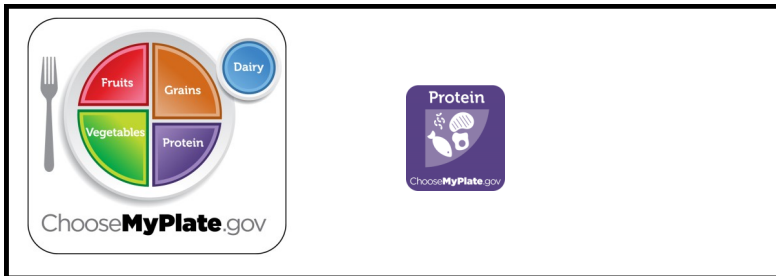 Dairy
Fruits
Grains
Vegetables
Protein
ChooseMyPlate.gov
Protein
ChooseMyPlate.gov